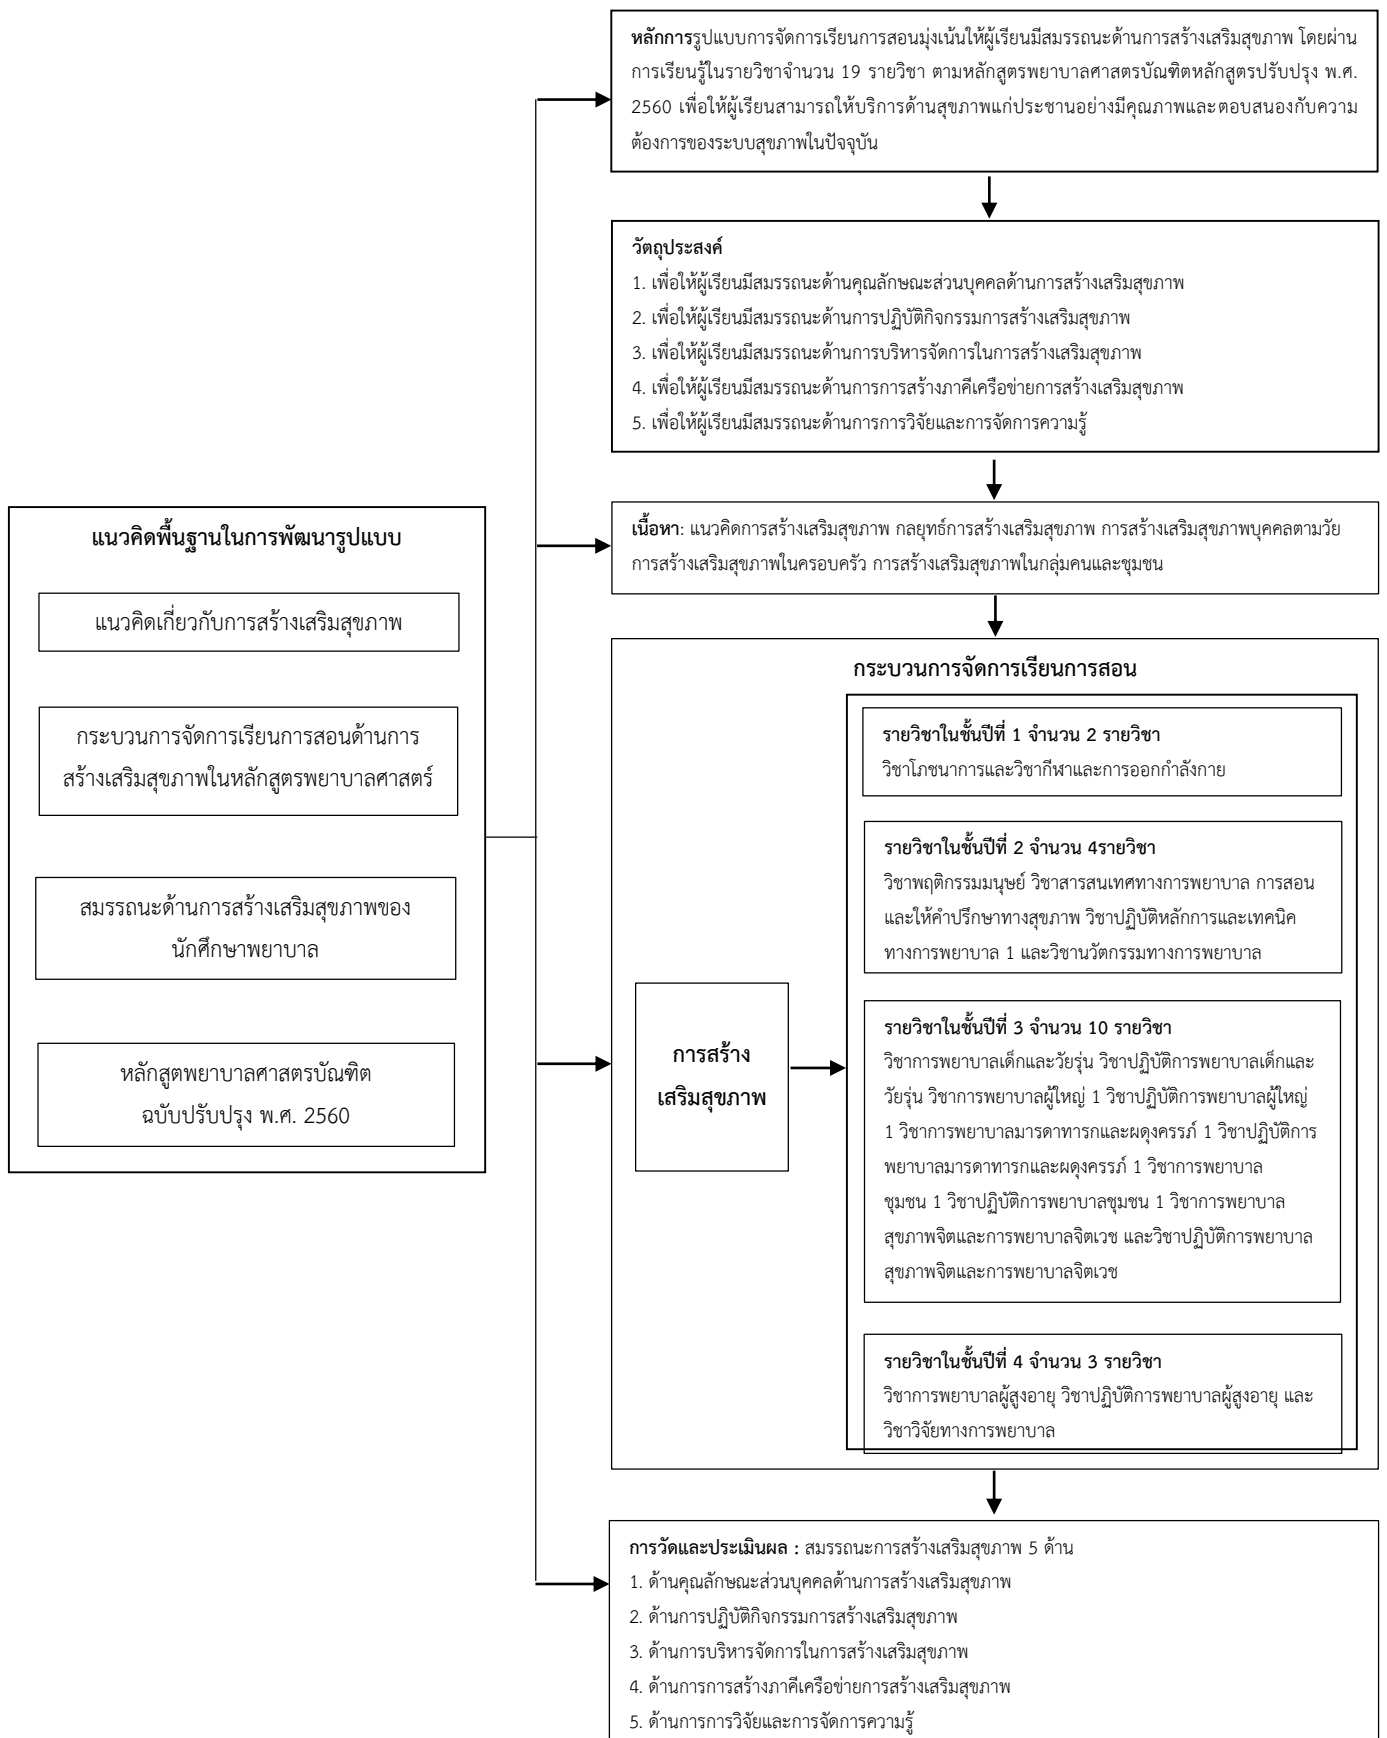 หลักการรูปแบบการจัดการเรียนการสอนมุ่งเน้นให้ผู้เรียนมีสมรรถนะด้านการสร้างเสริมสุขภาพ โดยผ่าน
การเรียนรู้ในรายวิชาจำนวน 19 รายวิชา ตามหลักสูตรพยาบาลศาสตรบัณฑิตหลักสูตรปรับปรุง พ.ศ.
2560 เพื่อให้ผู้เรียนสามารถให้บริการด้านสุขภาพแก่ประชานอย่างมีคุณภาพและตอบสนองกับความ
ต้องการของระบบสุขภาพในปัจจุบัน
วัตถุประสงค์
1. เพื่อให้ผู้เรียนมีสมรรถนะด้านคุณลักษณะส่วนบุคคลด้านการสร้างเสริมสุขภาพ
2. เพื่อให้ผู้เรียนมีสมรรถนะด้านการปฏิบัติกิจกรรมการสร้างเสริมสุขภาพ
3. เพื่อให้ผู้เรียนมีสมรรถนะด้านการบริหารจัดการในการสร้างเสริมสุขภาพ
4. เพื่อให้ผู้เรียนมีสมรรถนะด้านการการสร้างภาคีเครือข่ายการสร้างเสริมสุขภาพ
5. เพื่อให้ผู้เรียนมีสมรรถนะด้านการการวิจัยและการจัดการความรู้
แนวคิดพื้นฐานในการพัฒนารูปแบบ
แนวคิดเกี่ยวกับการสร้างเสริมสุขภาพ
กระบวนการจัดการเรียนการสอนด้านการ
สร้างเสริมสุขภาพในหลักสูตรพยาบาลศาสตร์
สมรรถนะด้านการสร้างเสริมสุขภาพของ
นักศึกษาพยาบาล
หลักสูตพยาบาลศาสตรบัณฑิต
ฉบับปรับปรุง พ.ศ. 2560
เนื้อหา: แนวคิดการสร้างเสริมสุขภาพ กลยุทธ์การสร้างเสริมสุขภาพ การสร้างเสริมสุขภาพบุคคลตามวัย
การสร้างเสริมสุขภาพในครอบครัว การสร้างเสริมสุขภาพในกลุ่มคนและชุมชน
กระบวนการจัดการเรียนการสอน
การสร้าง
เสริมสุขภาพ
รายวิชาในชั้นปีที่ 1 จำนวน 2 รายวิชา
วิชาโภชนาการและวิชากีฬาและการออกกำลังกาย
รายวิชาในชั้นปีที่ 2 จำนวน 4รายวิชา
วิชาพฤติกรรมมนุษย์ วิชาสารสนเทศทางการพยาบาล การสอน
และให้คำปรึกษาทางสุขภาพ วิชาปฏิบัติหลักการและเทคนิค
ทางการพยาบาล 1 และวิชานวัตกรรมทางการพยาบาล
รายวิชาในชั้นปีที่ 3 จำนวน 10 รายวิชา
วิชาการพยาบาลเด็กและวัยรุ่น วิชาปฏิบัติการพยาบาลเด็กและ
วัยรุ่น วิชาการพยาบาลผู้ใหญ่ 1 วิชาปฏิบัติการพยาบาลผู้ใหญ่
1 วิชาการพยาบาลมารดาทารกและผดุงครรภ์ 1 วิชาปฏิบัติการ
พยาบาลมารดาทารกและผดุงครรภ์ 1 วิชาการพยาบาล
ชุมชน 1 วิชาปฏิบัติการพยาบาลชุมชน 1 วิชาการพยาบาล
สุขภาพจิตและการพยาบาลจิตเวช และวิชาปฏิบัติการพยาบาล
สุขภาพจิตและการพยาบาลจิตเวช
รายวิชาในชั้นปีที่ 4 จำนวน 3 รายวิชา
วิชาการพยาบาลผู้สูงอายุ วิชาปฏิบัติการพยาบาลผู้สูงอายุ และ
วิชาวิจัยทางการพยาบาล
การวัดและประเมินผล : สมรรถนะการสร้างเสริมสุขภาพ 5 ด้าน
1. ด้านคุณลักษณะส่วนบุคคลด้านการสร้างเสริมสุขภาพ
2. ด้านการปฏิบัติกิจกรรมการสร้างเสริมสุขภาพ
3. ด้านการบริหารจัดการในการสร้างเสริมสุขภาพ
4. ด้านการการสร้างภาคีเครือข่ายการสร้างเสริมสุขภาพ
5. ด้านการการวิจัยและการจัดการความรู้